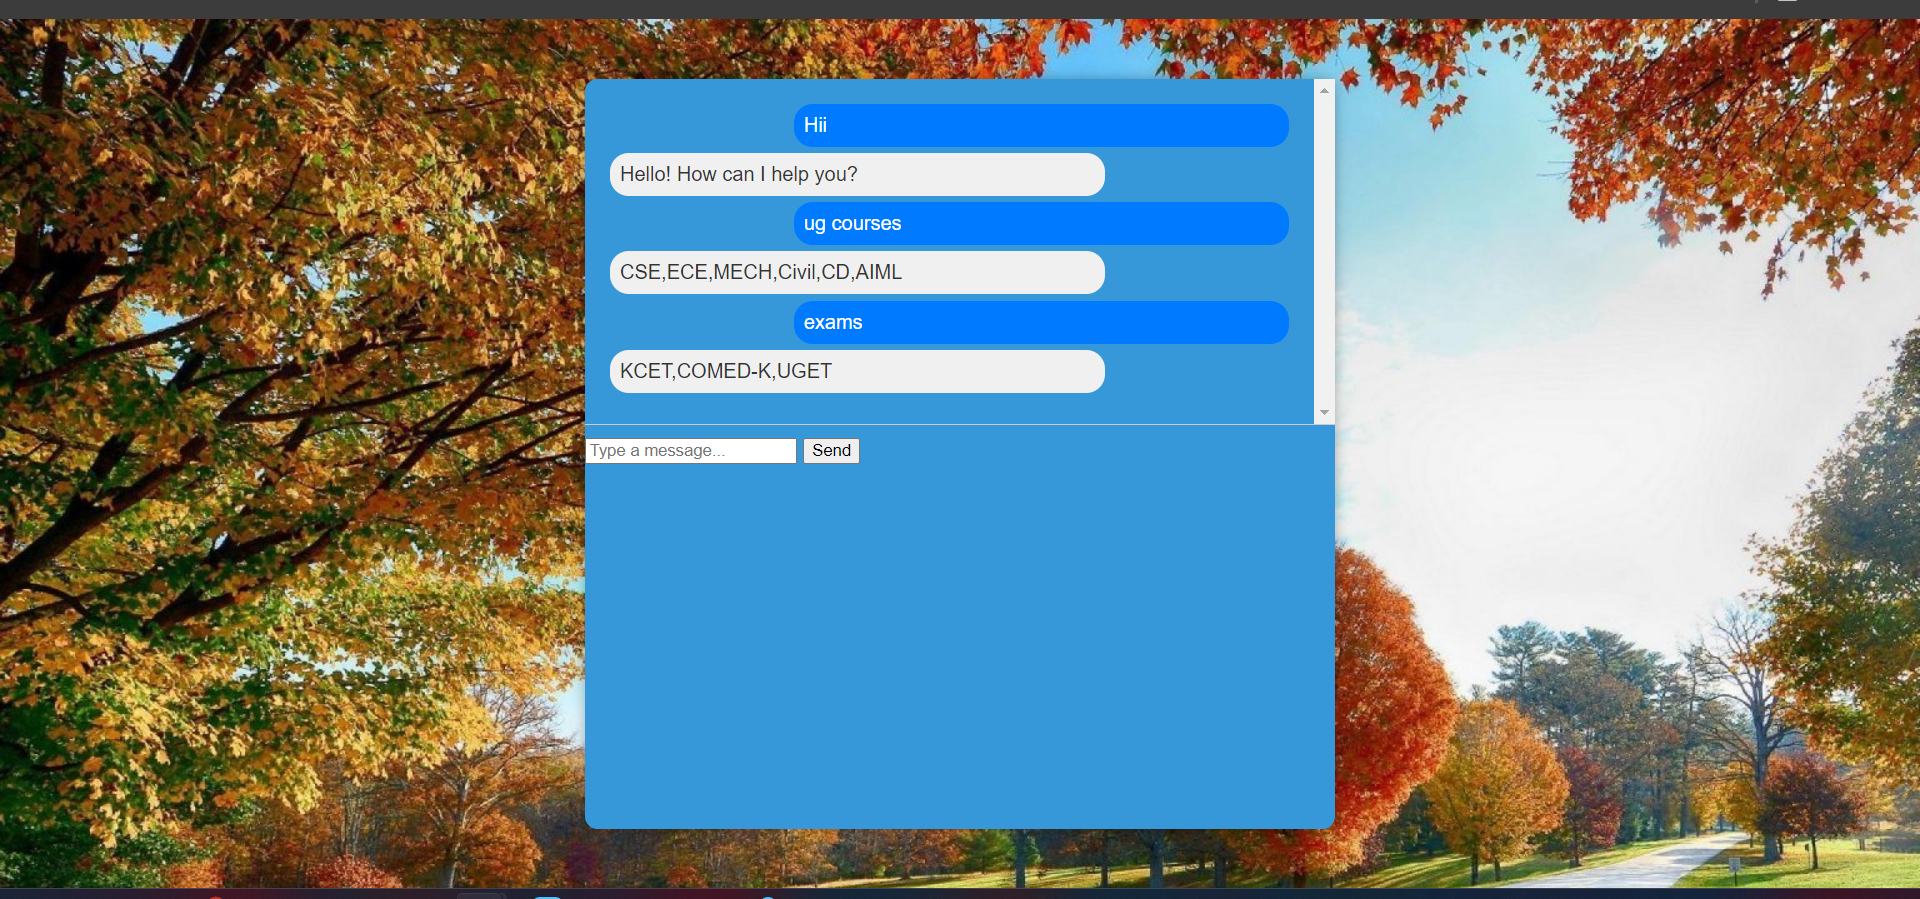 Hii
Hello! How can I help you?
ug courses
CSE,ECE,MECH,Civil,CD,AIML
exams
KCET,COMED-K,UGET
Type a message...
Send